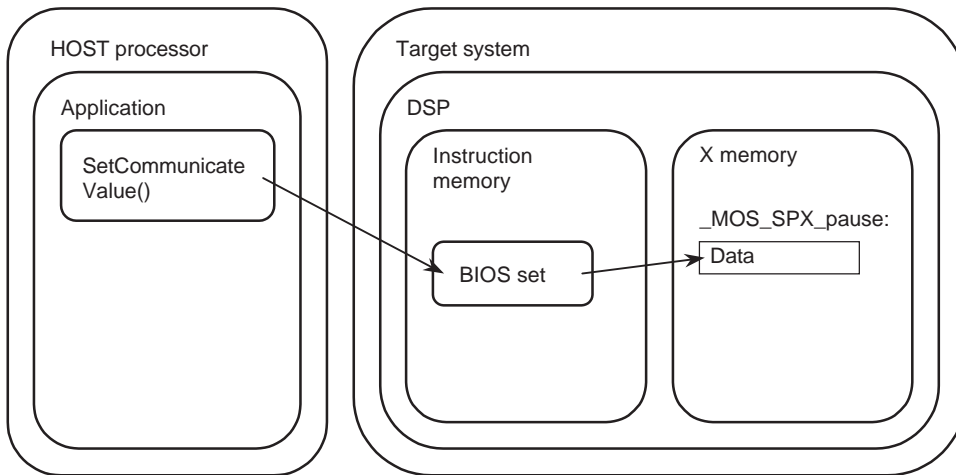 HOST processor
Application
SetCommunicate
Value()
Target system
DSP
Instruction
memory
BIOS set
X memory
_MOS_SPX_pause:
Data